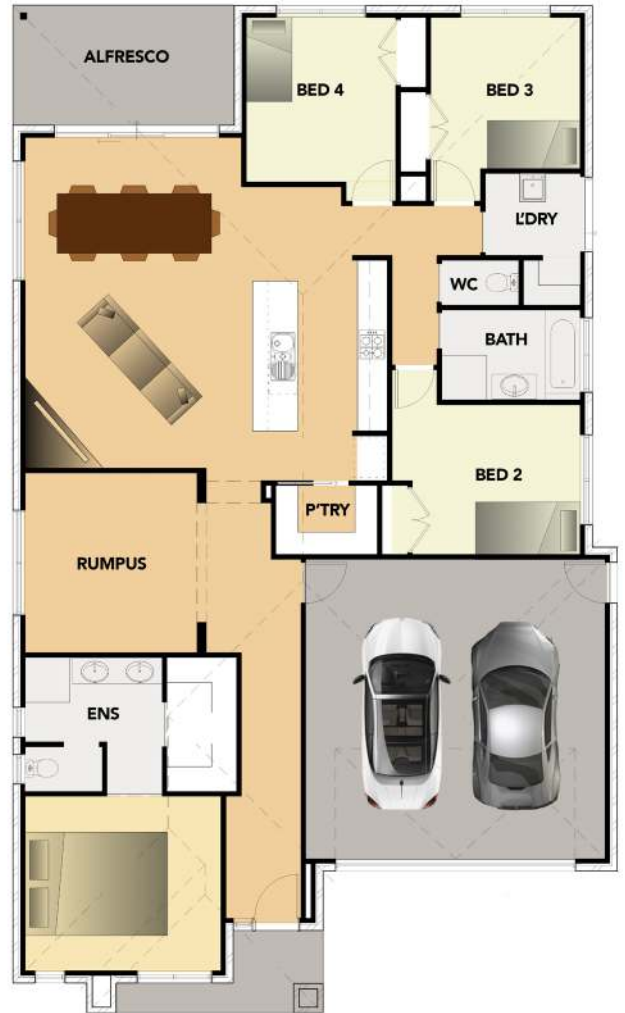 ALFRESCO
BED 4
BED 3
L'DRY
WC
BATH
BED 2
P'TRY
RUMPUS
ENS